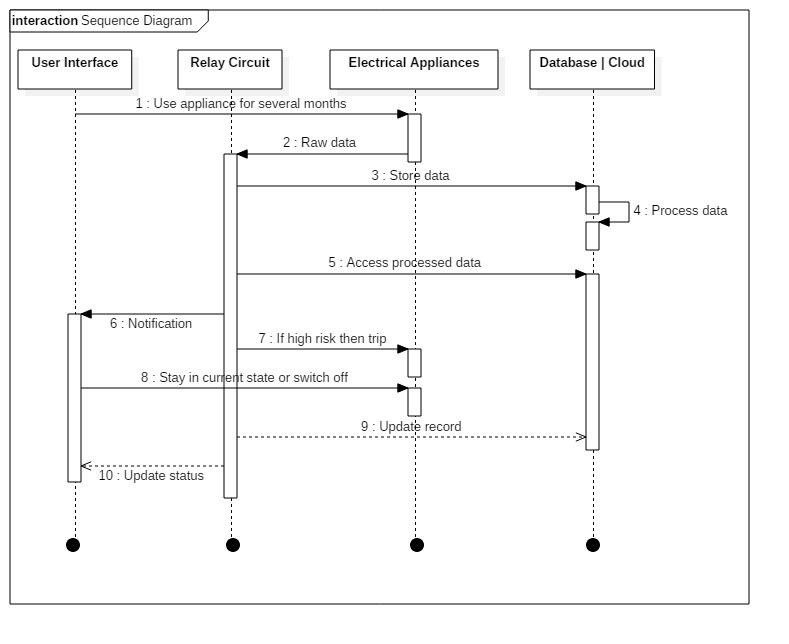 interaction Sequence Diagram
User Interface
Relay Circuit
Electrical Appliances
Database | Cloud
1 : Use appliance for several months
2 : Raw data
3 : Store data
4 : Process data
5 : Access processed data
6 : Notification
7 : If high risk then trip
8 : Stay in current state or switch off
9 : Update record
10 : Update status